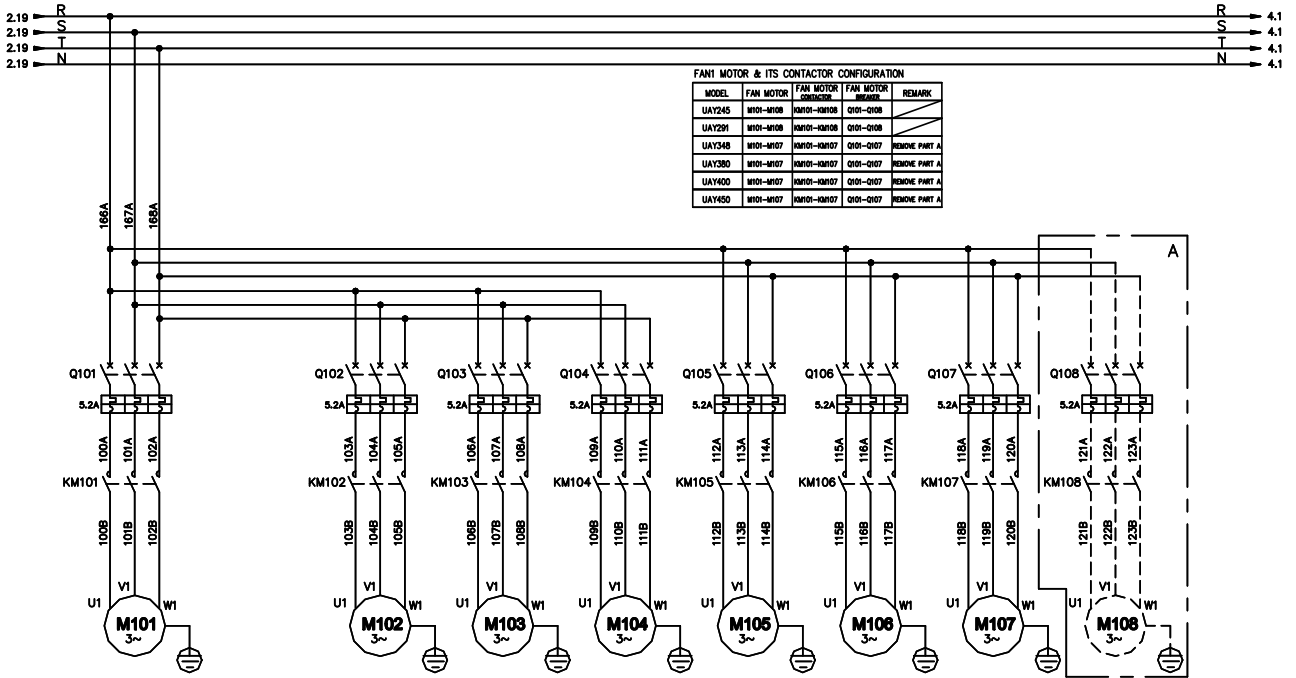 2.19 R R 4.1
2.19 S S 4.1
2.19 T T 4.1
2.19 N N 4.1
FAN1 MOTOR & ITS CONTACTOR CONFIGURATION
MODEL FAN MOTOR FAN MOTOR CONTACTOR FAN MOTOR BREAKER REMARK
UAY245 M101-M108 KM101-KM108 Q101-Q108
UAY291 M101-M108 KM101-KM108 Q101-Q108
UAY348 M101-M107 KM101-KM107 Q101-Q107 REMOVE PART A
UAY380 M101-M107 KM101-KM107 Q101-Q107 REMOVE PART A
UAY400 M101-M107 KM101-KM107 Q101-Q107 REMOVE PART A
UAY450 M101-M107 KM101-KM107 Q101-Q107 REMOVE PART A
166A 167A 168A
A
Q101 Q102 Q103 Q104 Q105 Q106 Q107 Q108
5.2A 5.2A 5.2A 5.2A 5.2A 5.2A 5.2A 5.2A
100A 101A 102A 103A 104A 105A 106A 107A 108A 109A 110A 111A 112A 113A 114A 115A 116A 117A 118A 119A 120A 121A 122A 123A
KM101 KM102 KM103 KM104 KM105 KM106 KM107 KM108
100B 101B 102B 103B 104B 105B 106B 107B 108B 109B 110B 111B 112B 113B 114B 115B 116B 117B 118B 119B 120B 121B 122B 123B
U1 V1 W1 U1 V1 W1 U1 V1 W1 U1 V1 W1 U1 V1 W1 U1 V1 W1 U1 V1 W1 U1 V1 W1
M101 M102 M103 M104 M105 M106 M107 M108
3~ 3~ 3~ 3~ 3~ 3~ 3~ 3~